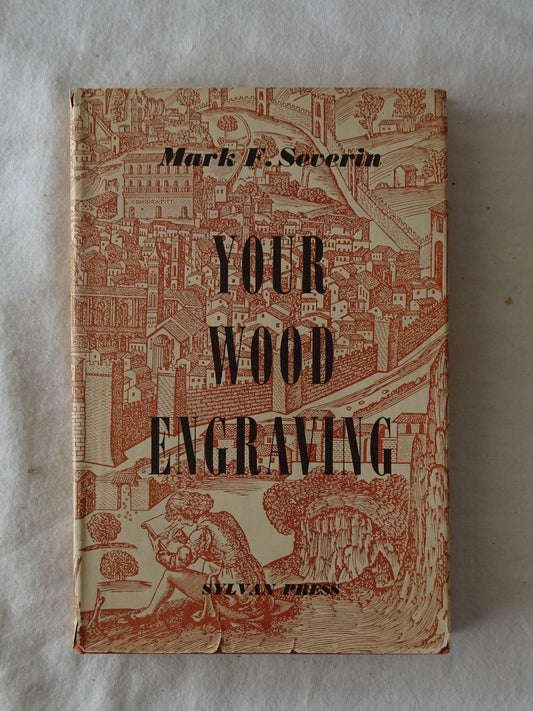 Mark F. Severin
YOUR
WOOD
ENGRAVING
SYLVAN PRESS